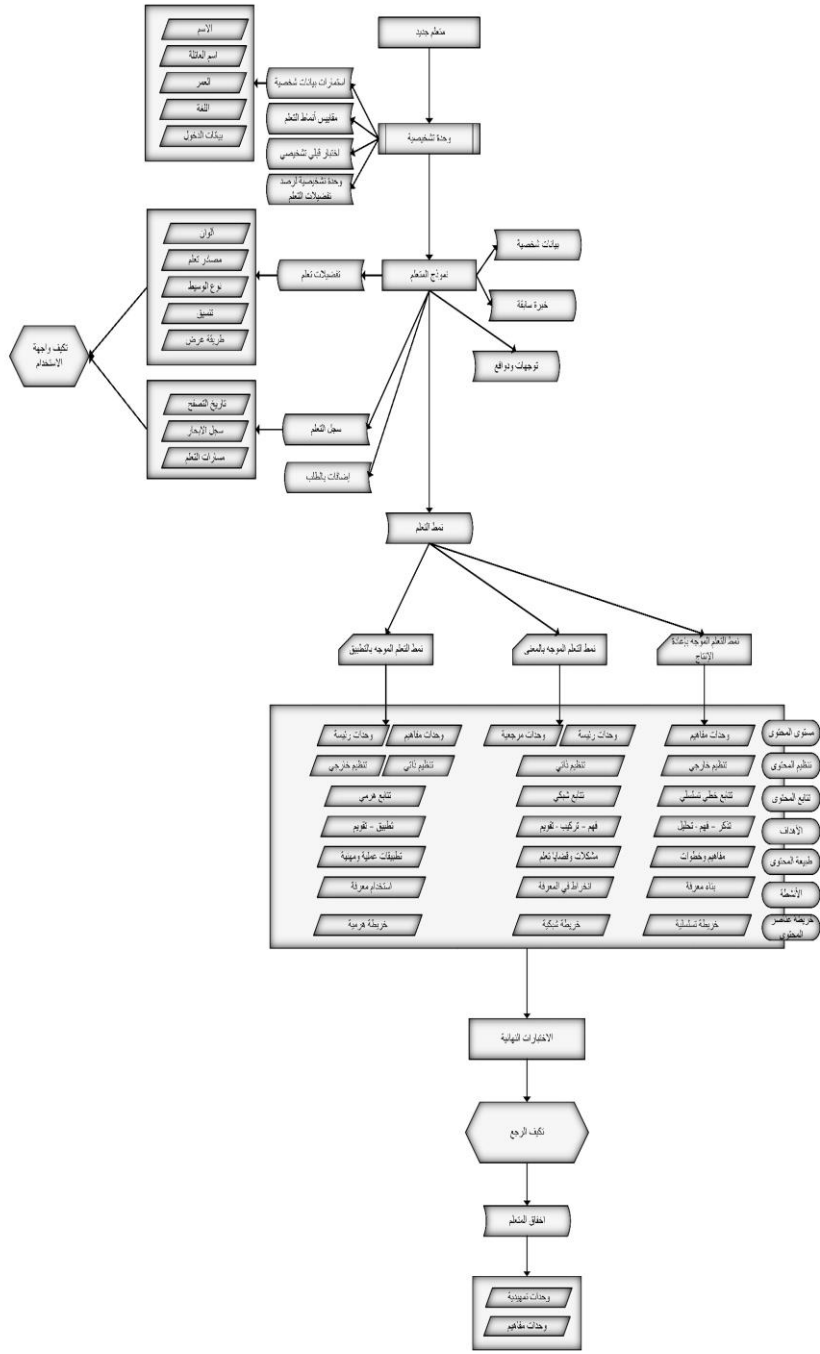 متعلم جديد
وحدة تشخيصية
استمارات بيانات شخصية
مقاييس أنماط التعلم
اختبار قبلي تشخيصي
وحدة تشخيصية لرصد
تفضيلات التعلم
الاسم
اسم العائلة
العمر
اللغة
بيانات الدخول
نموذج المتعلم
بيانات شخصية
خبرة سابقة
توجهات ودوافع
تفضيلات تعلم
ألوان
مصادر تعلم
نوع الوسيط
تنسيق
طريقة عرض
تكيف واجهة
الاستخدام
سجل التعلم
تاريخ التصفح
سجل الابحار
مسارات التعلم
إضافات بالطلب
نمط التعلم
نمط التعلم الموجه بإعادة
الإنتاج
نمط التعلم الموجه بالمعنى
نمط التعلم الموجه بالتطبيق
مستوى المحتوى
وحدات مفاهيم
وحدات رئيسة
وحدات مرجعية
وحدات مفاهيم
وحدات رئيسة
تنظيم المحتوى
تنظيم خارجي
تنظيم ذاتي
تنظيم ذاتي
تنظيم خارجي
تتابع المحتوى
تتابع خطي تسلسلي
تتابع شبكي
تتابع هرمي
الأهداف
تذكر – فهم - تحليل
فهم – تركيب - تقويم
تطبيق – تقويم
طبيعة المحتوى
مفاهيم وخطوات
مشكلات وقضايا تعلم
تطبيقات عملية ومهنية
الأنشطة
بناء معرفة
انخراط في المعرفة
استخدام معرفة
خريطة عناصر
المحتوى
خريطة تسلسلية
خريطة شبكية
خريطة هرمية
الاختبارات النهائية
تكيف الرجع
اخفاق المتعلم
وحدات تمهيدية
وحدات مفاهيم